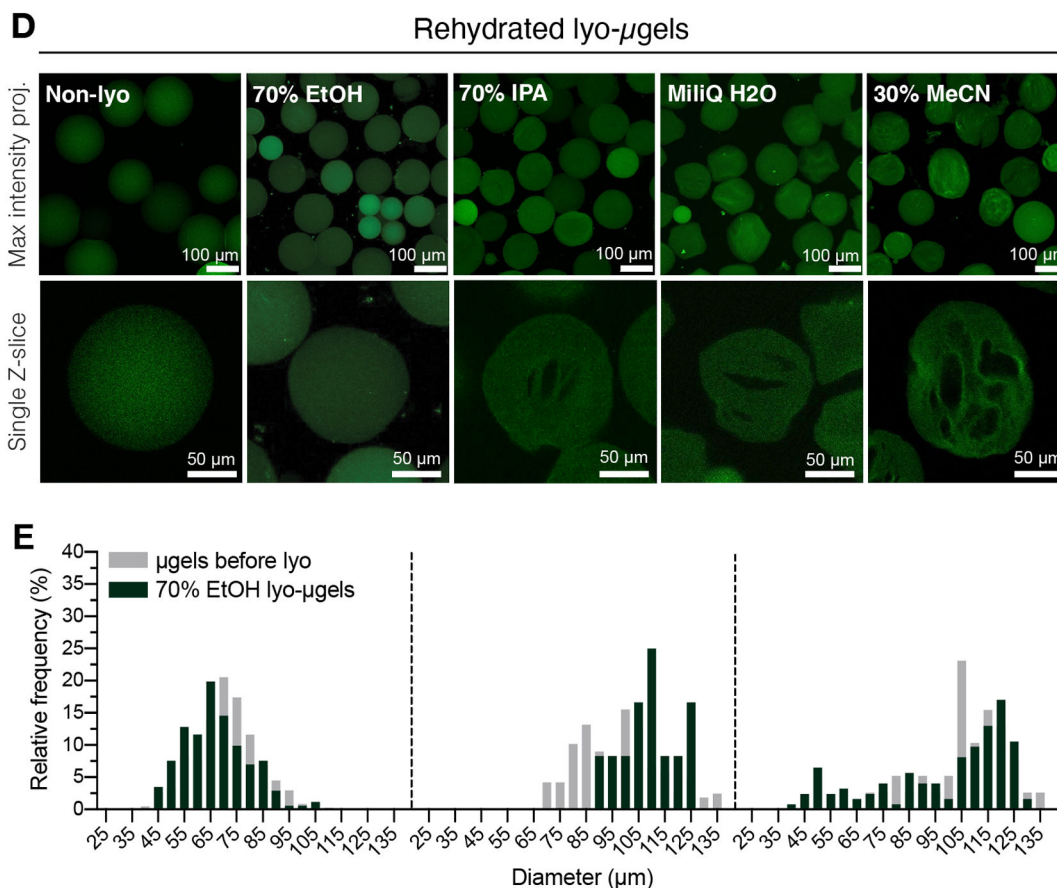 D
Rehydrated lyo-µgels
Max intensity proj.
Non-lyo
70% EtOH
70% IPA
MiliQ H2O
30% MeCN
100 µm
100 µm
100 µm
100 µm
100 µm
Single Z-slice
50 µm
50 µm
50 µm
50 µm
50 µm
E
µgels before lyo
70% EtOH lyo-µgels
Relative frequency (%)
40
35
30
25
20
15
10
5
0
25 35 45 55 65 75 85 95 105 115 125 135
25 35 45 55 65 75 85 95 105 115 125 135
25 35 45 55 65 75 85 95 105 115 125 135
Diameter (µm)